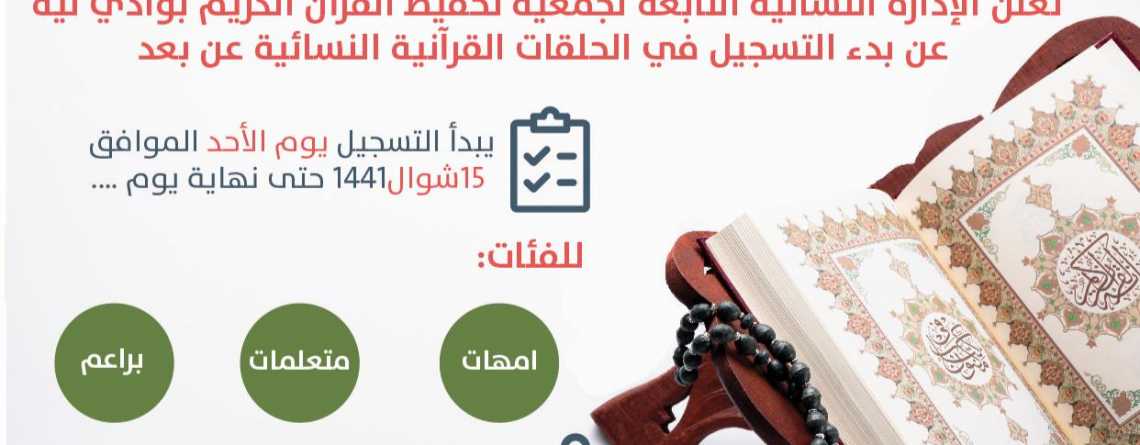 تعلن الإدارة النسائية التابعة لجمعية تحفيظ القرآن الكريم بوادي لية
عن بدء التسجيل في الحلقات القرآنية النسائية عن بعد
يبدأ التسجيل يوم الأحد الموافق
15شوال1441 حتى نهاية يوم ....
للفئات:
امهات
متعلمات
براعم